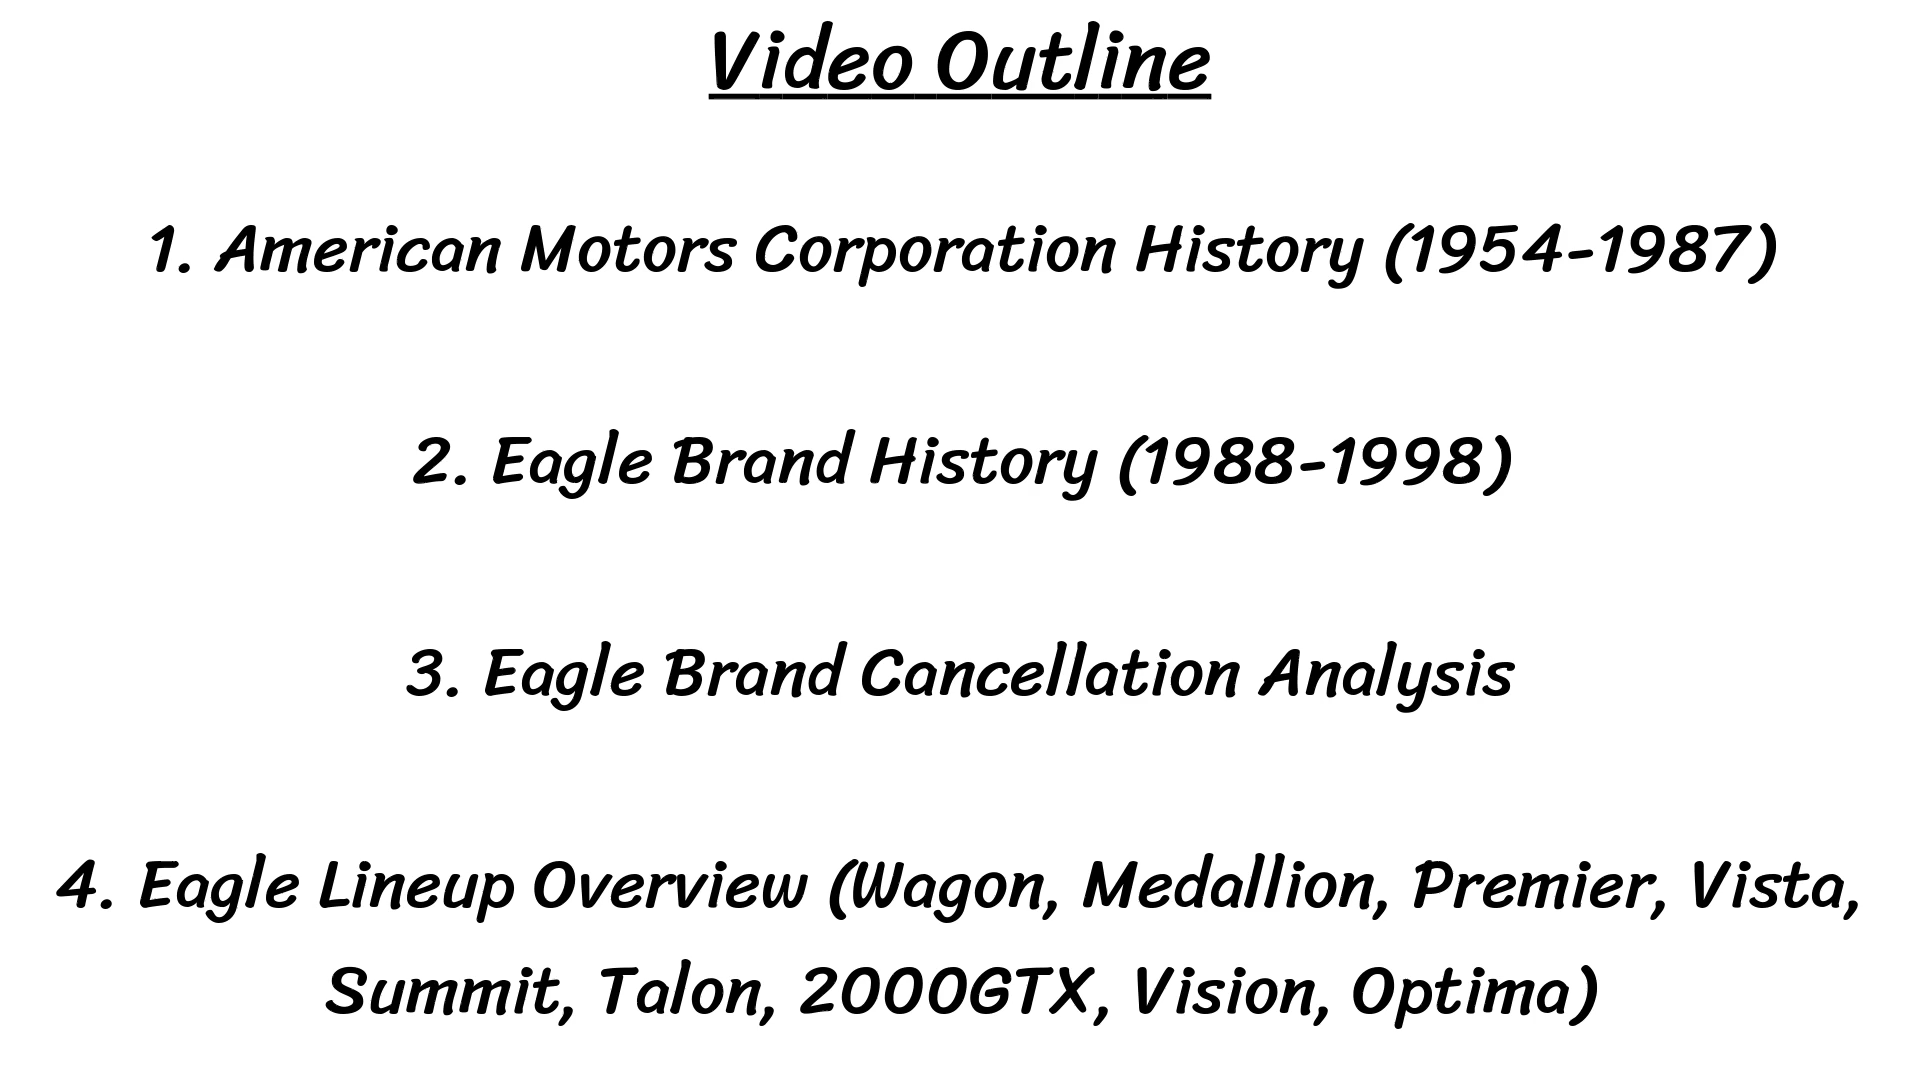 Video Outline
1. American Motors Corporation History (1954-1987)
2. Eagle Brand History (1988-1998)
3. Eagle Brand Cancellation Analysis
4. Eagle Lineup Overview (Wagon, Medallion, Premier, Vista,
Summit, Talon, 2000GTX, Vision, Optima)